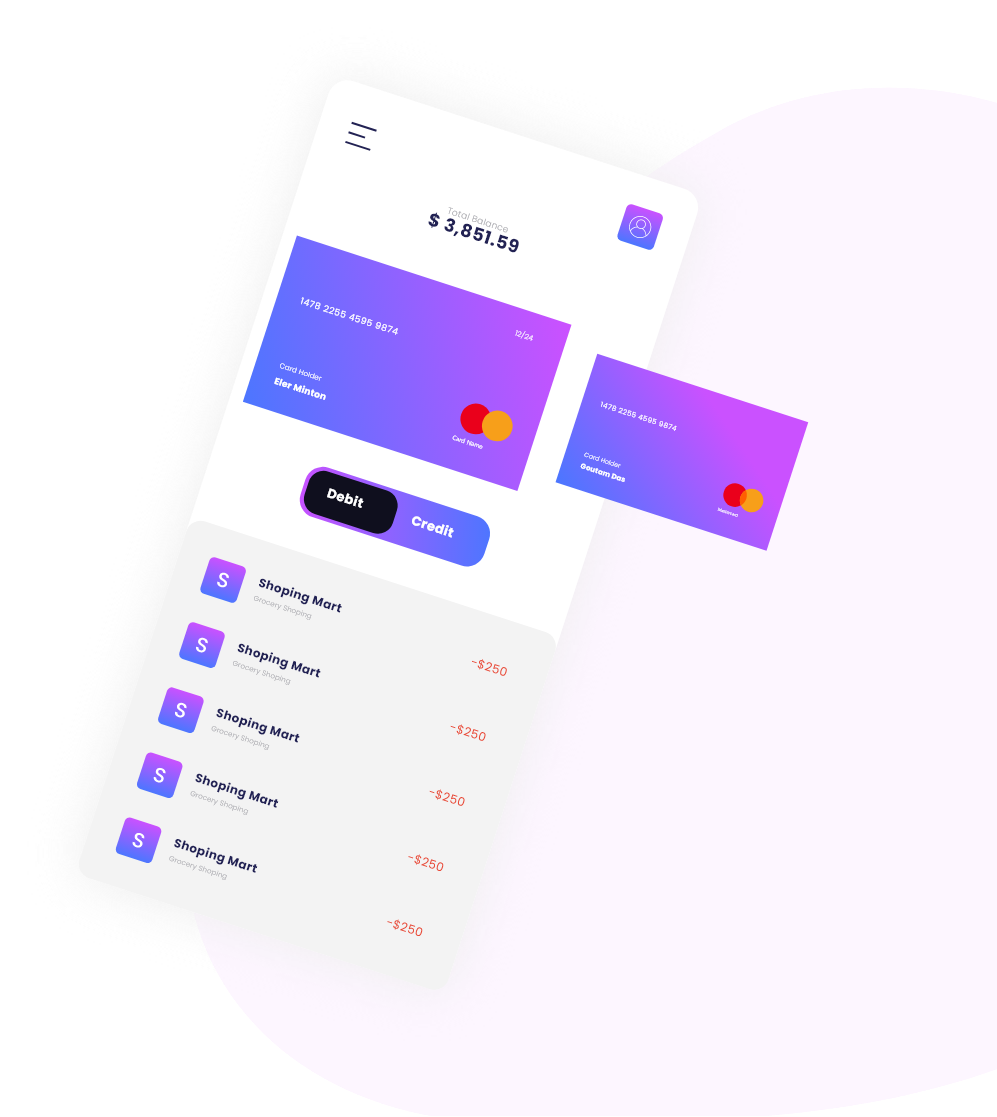 Total Balance
$ 3,851.59
1478 2255 4595 9874
12/24
Card Holder
Eler Minton
Card Name
1478 2256 4595 9874
Card Holder
Goutam Das
Debit
Credit
S
Shoping Mart
Grocery Shoping
-$250
S
Shoping Mart
Grocery Shoping
-$250
S
Shoping Mart
Grocery Shoping
-$250
S
Shoping Mart
Grocery Shoping
-$250
S
Shoping Mart
Grocery Shoping
-$250